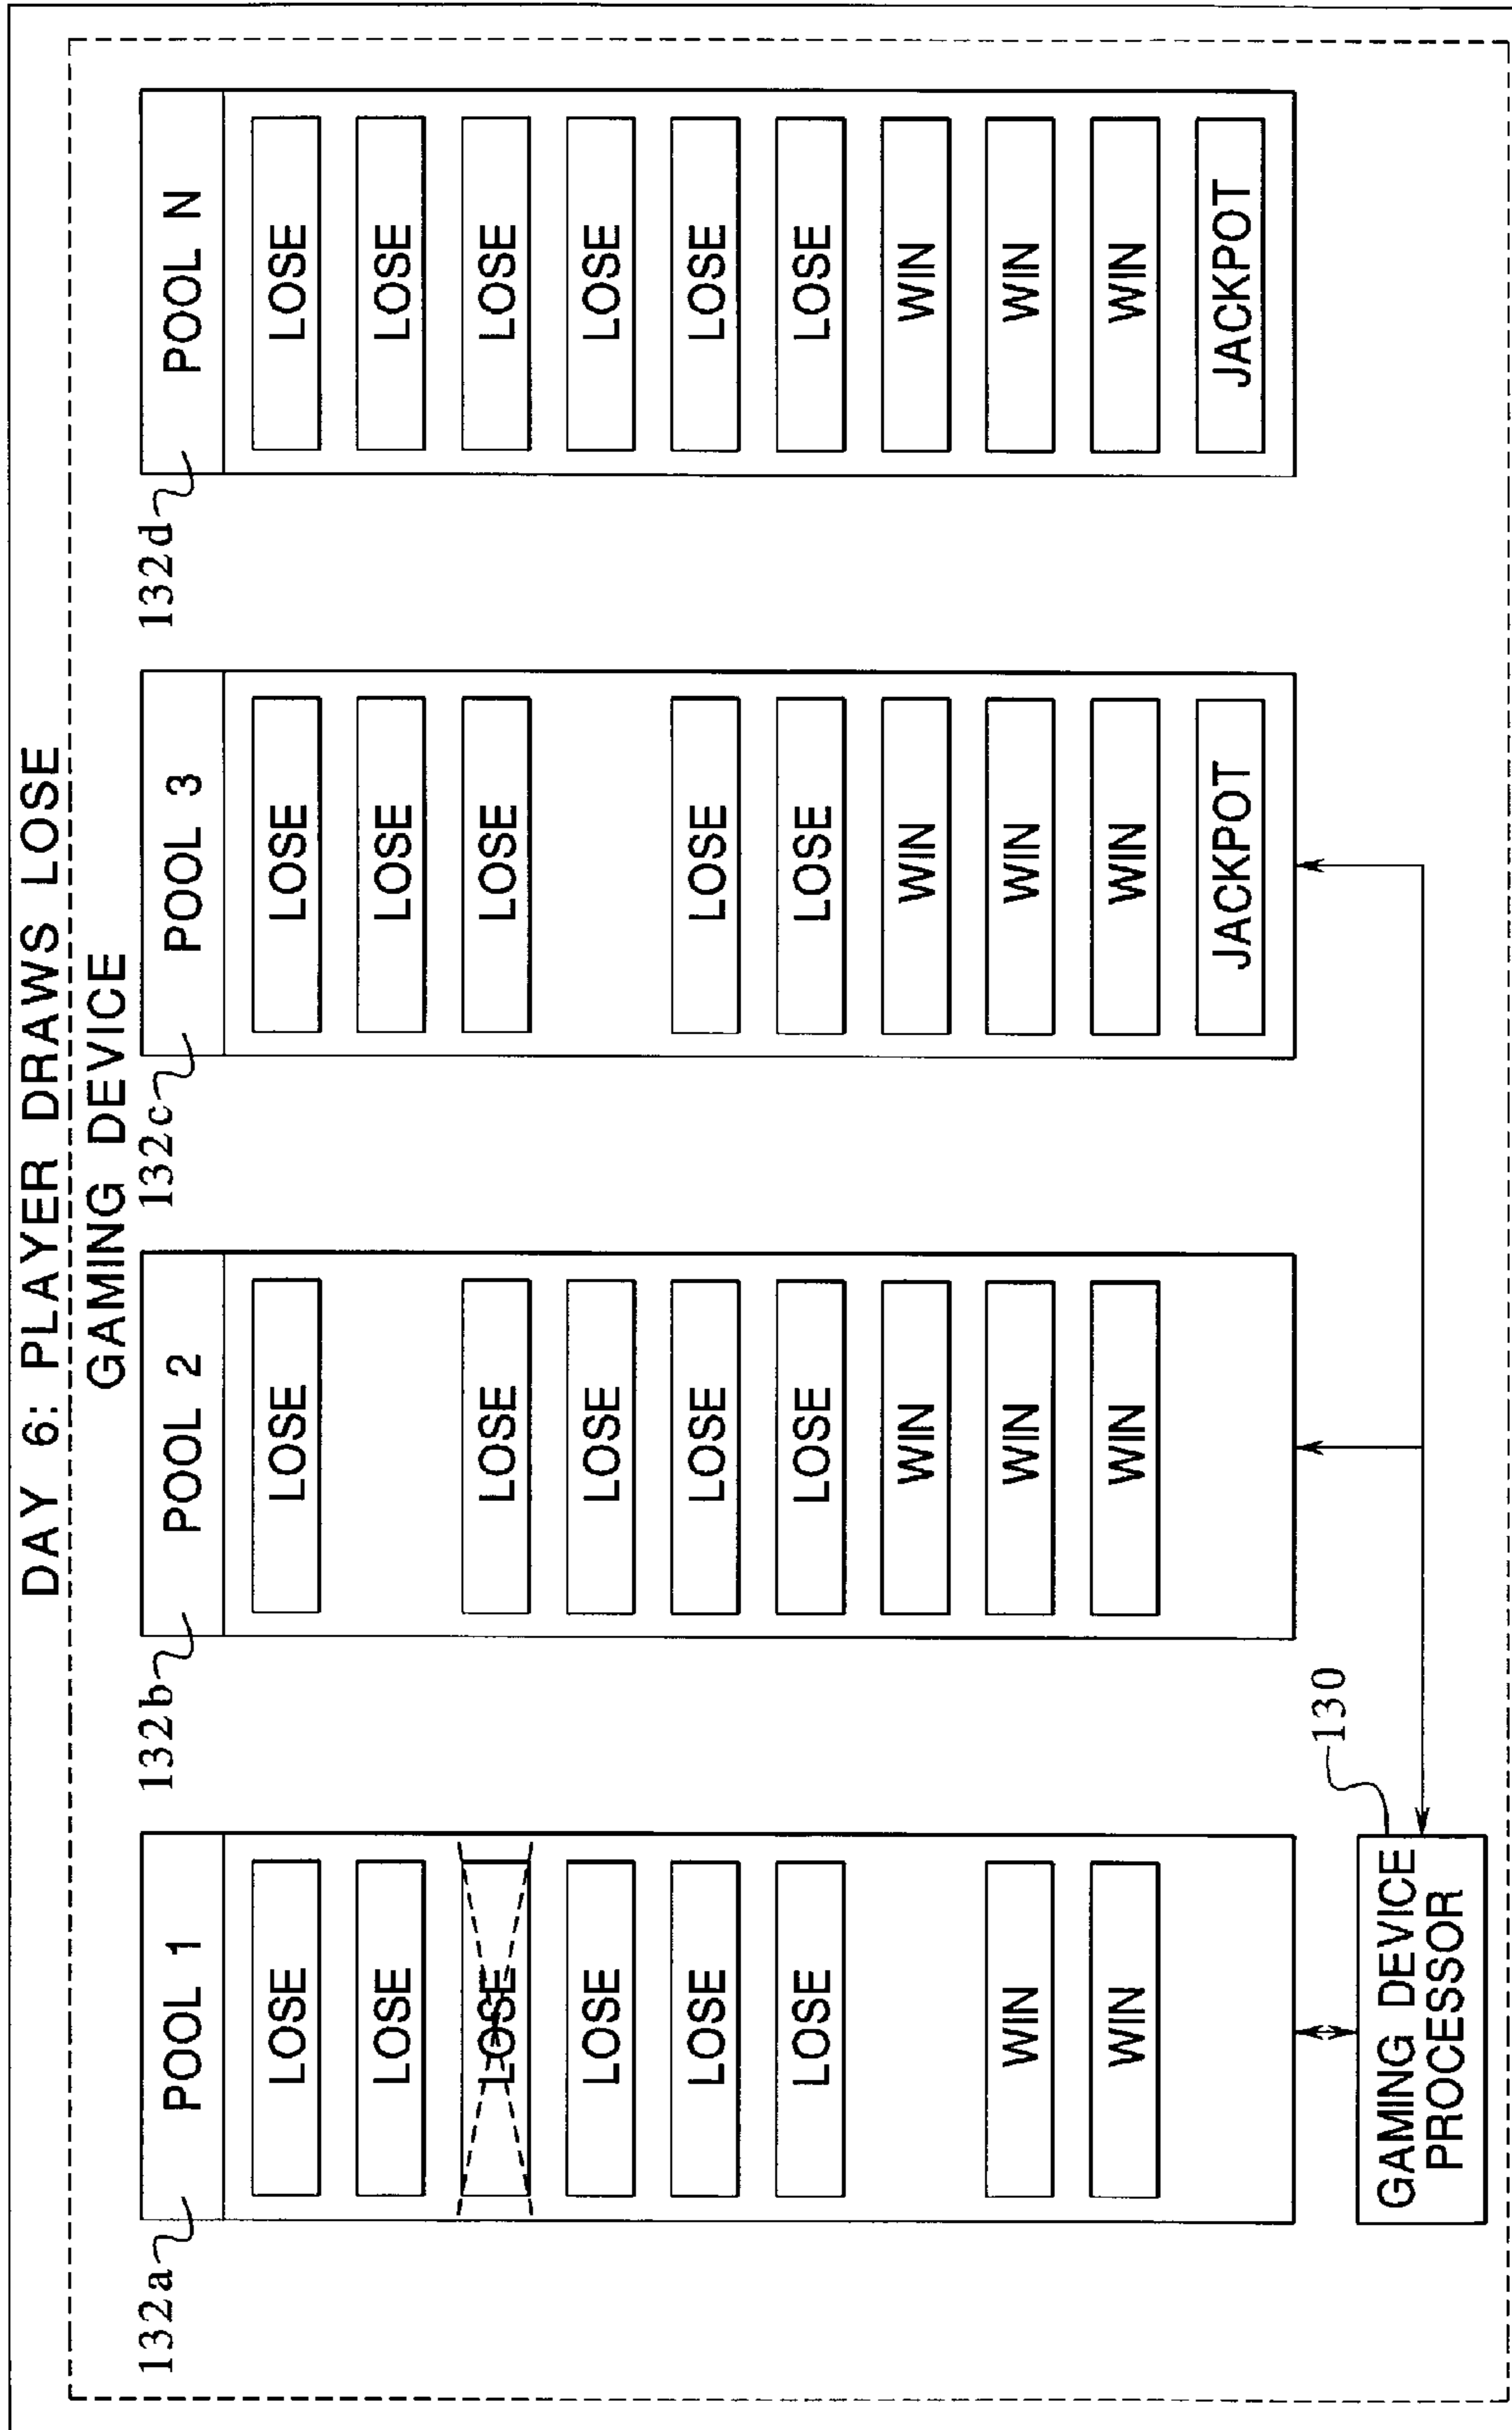 DAY 6: PLAYER DRAWS LOSE
GAMING DEVICE
132a
POOL 1
LOSE
LOSE
LOSE
LOSE
LOSE
LOSE
WIN
WIN
132b
POOL 2
LOSE
LOSE
LOSE
LOSE
LOSE
WIN
WIN
WIN
132c
POOL 3
LOSE
LOSE
LOSE
LOSE
LOSE
WIN
WIN
WIN
JACKPOT
132d
POOL N
LOSE
LOSE
LOSE
LOSE
LOSE
LOSE
WIN
WIN
WIN
JACKPOT
GAMING DEVICE
PROCESSOR
130